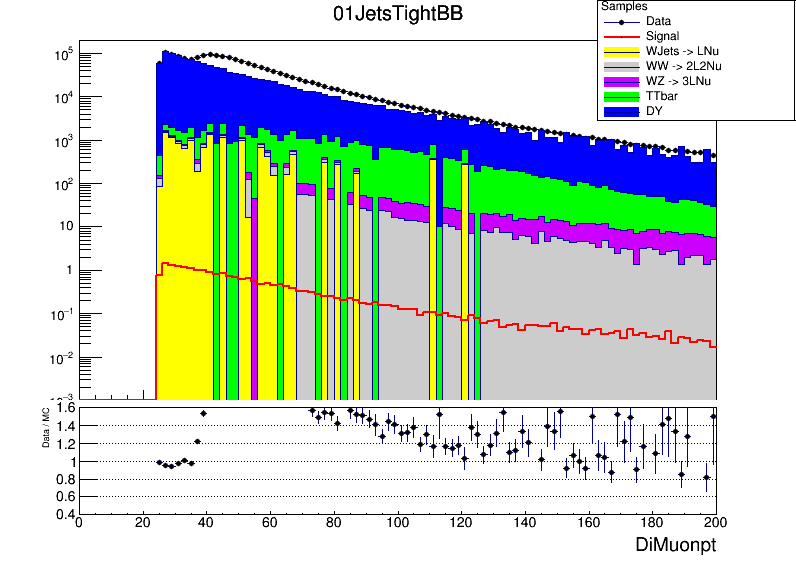 01JetsTightBB
Samples
Data
Signal
WJets -> LNu
WW -> 2L2Nu
WZ -> 3LNu
TTbar
DY
10^5
10^4
10^3
10^2
10
1
10^-1
10^-2
10^-3
Data / MC
1.6
1.4
1.2
1
0.8
0.6
0.4
0 20 40 60 80 100 120 140 160 180 200
DiMuonpt